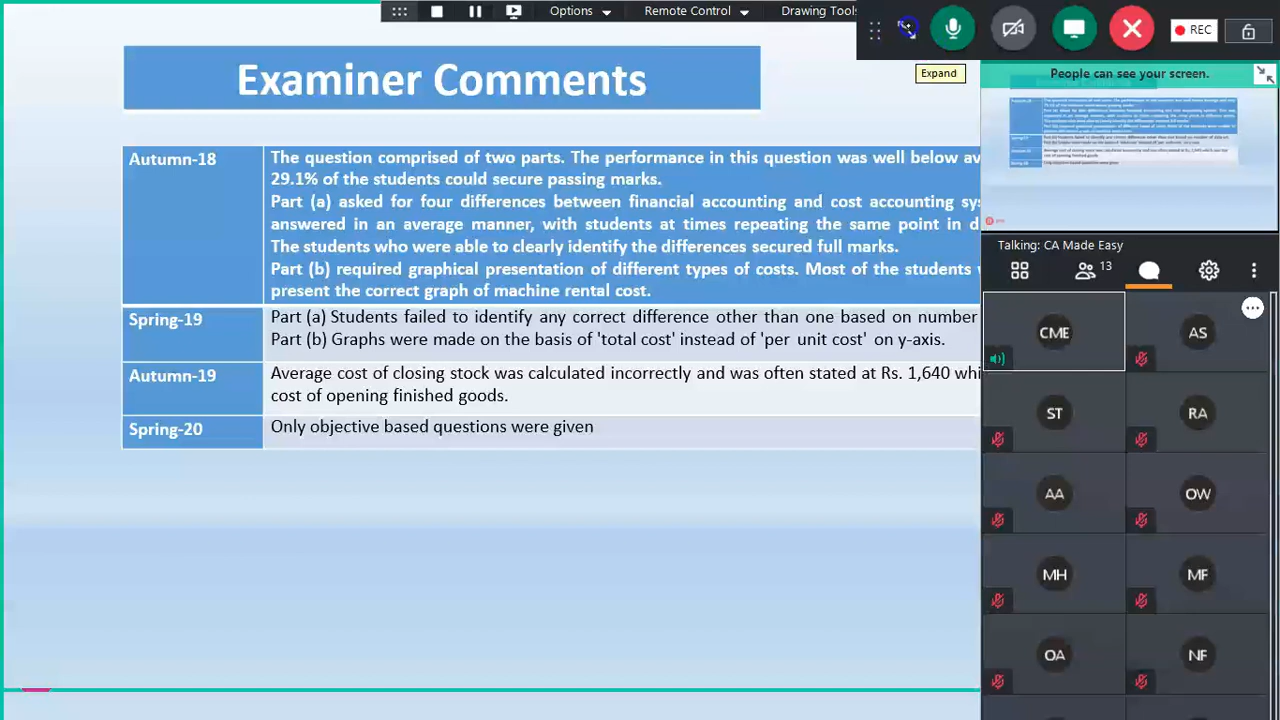 Options
Remote Control
Drawing Tools
REC
Expand
People can see your screen.
Examiner Comments
Autumn-18
The question comprised of two parts. The performance in this question was well below
29.1% of the students could secure passing marks.
Part (a) asked for four differences between financial accounting and cost accounting
answered in an average manner, with students at times repeating the same point in
The students who were able to clearly identify the differences secured full marks.
Part (b) required graphical presentation of different types of costs. Most of the students
present the correct graph of machine rental cost.
Spring-19
Part (a) Students failed to identify any correct difference other than one based on number
Part (b) Graphs were made on the basis of 'total cost' instead of 'per unit cost' on y-axis.
Autumn-19
Average cost of closing stock was calculated incorrectly and was often stated at Rs. 1,640
cost of opening finished goods.
Spring-20
Only objective based questions were given
Talking: CA Made Easy
13
CME
AS
ST
RA
AA
OW
MH
MF
OA
NF